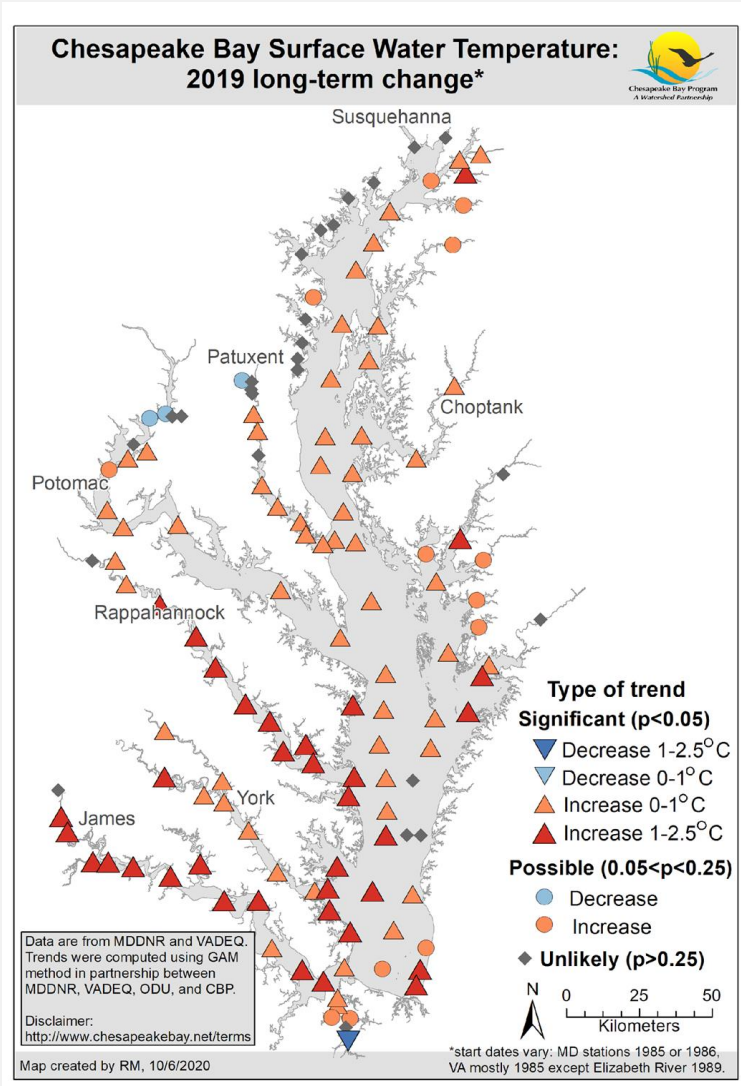 Chesapeake Bay Surface Water Temperature:
2019 long-term change*
Chesapeake Bay Program
A Watershed Partnership
Susquehanna
Patuxent
Choptank
Potomac
Rappahannock
York
James
Type of trend
Significant (p<0.05)
Decrease 1-2.5°C
Decrease 0-1°C
Increase 0-1°C
Increase 1-2.5°C
Possible (0.05<p<0.25)
Decrease
Increase
Unlikely (p>0.25)
N
0 25 50
Kilometers
Data are from MDDNR and VADEQ.
Trends were computed using GAM
method in partnership between
MDDNR, VADEQ, ODU, and CBP.
Disclaimer:
http://www.chesapeakebay.net/terms
Map created by RM, 10/6/2020
*start dates vary: MD stations 1985 or 1986,
VA mostly 1985 except Elizabeth River 1989.